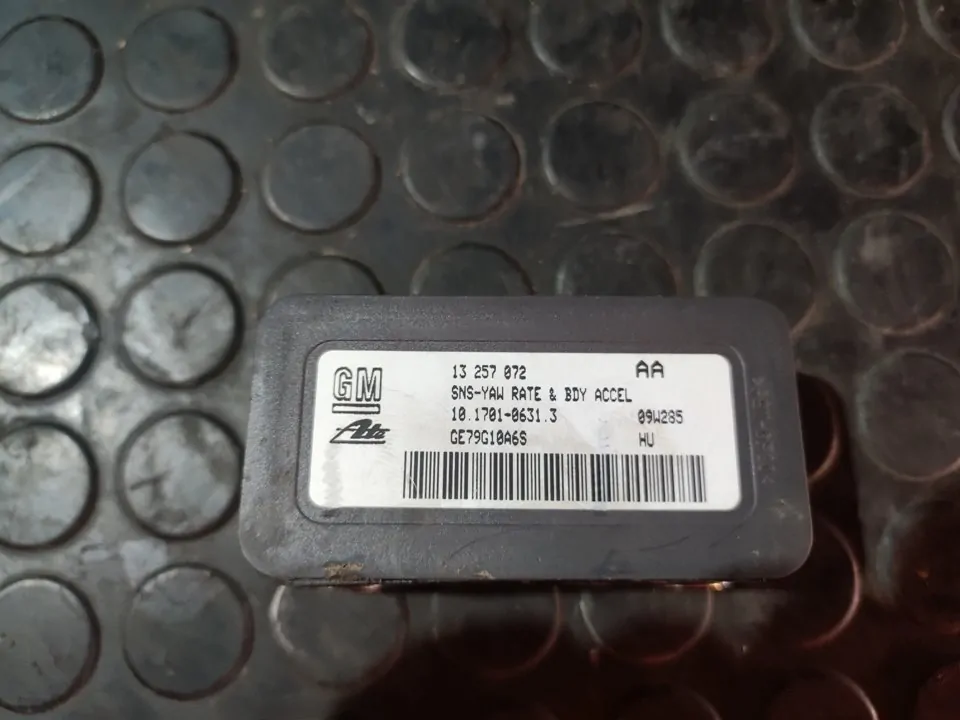 GM
Ate
13 257 072 AA
SNS-YAW RATE & BDY ACCEL
10.1701-0631.3 09W285
GE79G10A6S HU